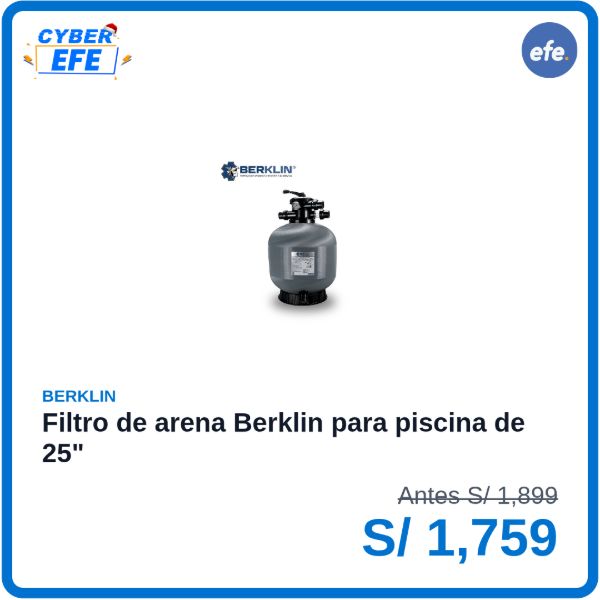 CYBER
EFE
efe.
BERKLIN®
BERKLIN
Filtro de arena Berklin para piscina de
25"
Antes S/ 1,899
S/ 1,759